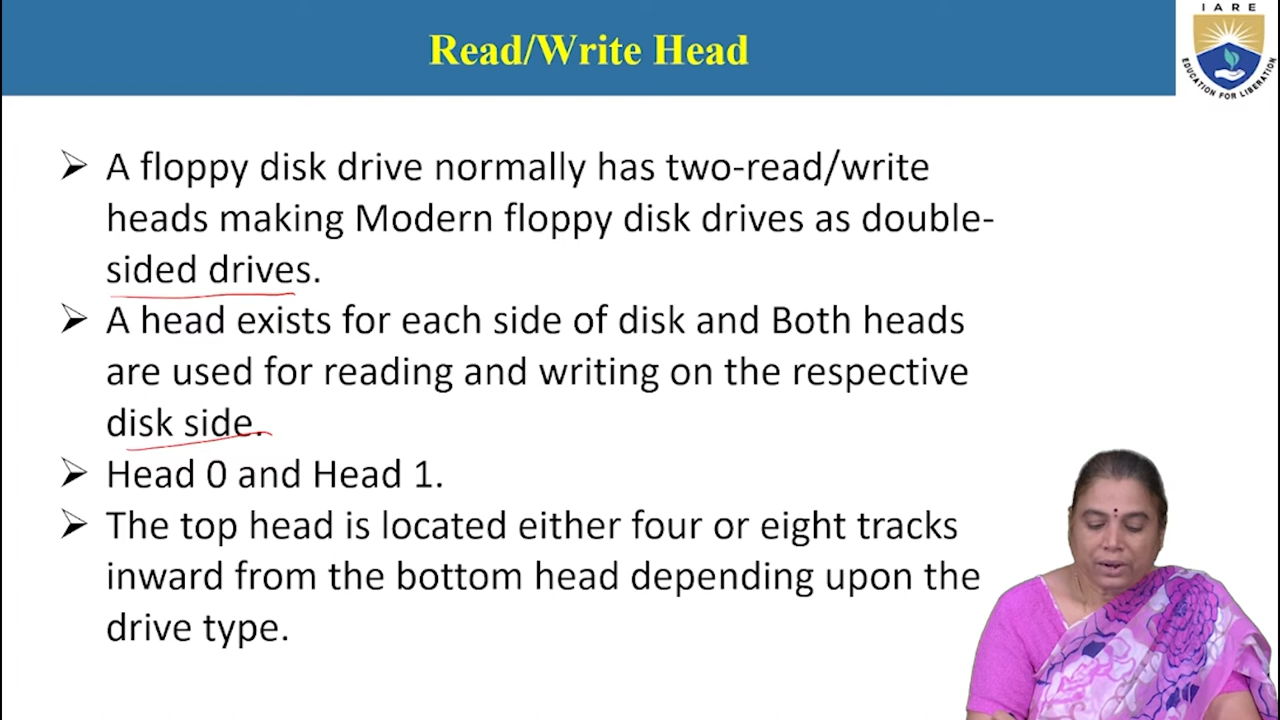 IARE
Read/Write Head
EDUCATION FOR LIBERATION
➢ A floppy disk drive normally has two-read/write
heads making Modern floppy disk drives as double-
sided drives.
➢ A head exists for each side of disk and Both heads
are used for reading and writing on the respective
disk side.
➢ Head 0 and Head 1.
➢ The top head is located either four or eight tracks
inward from the bottom head depending upon the
drive type.